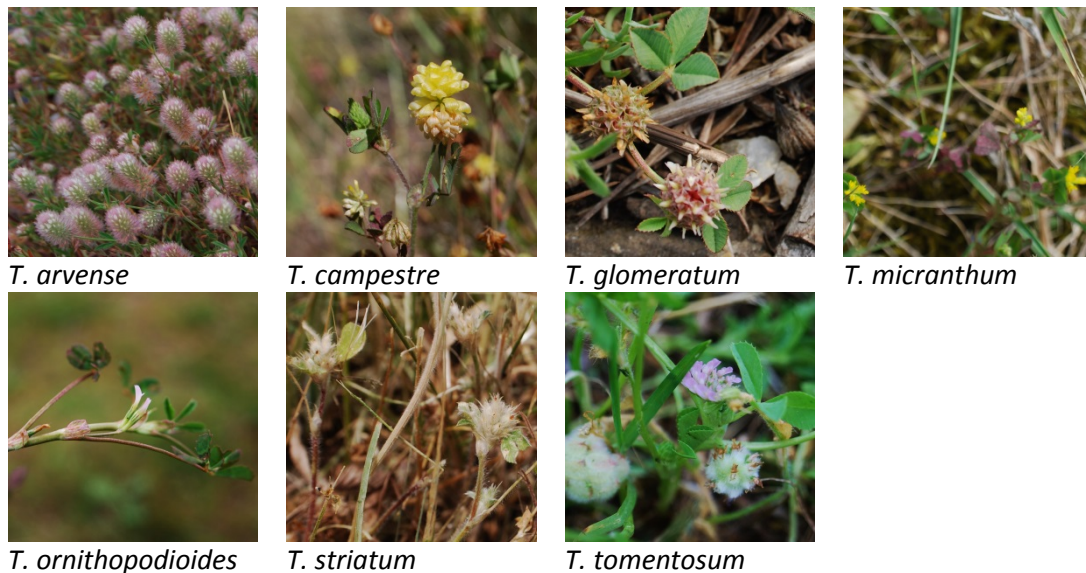 T. arvense
T. campestre
T. glomeratum
T. micranthum
T. ornithopodioides
T. striatum
T. tomentosum